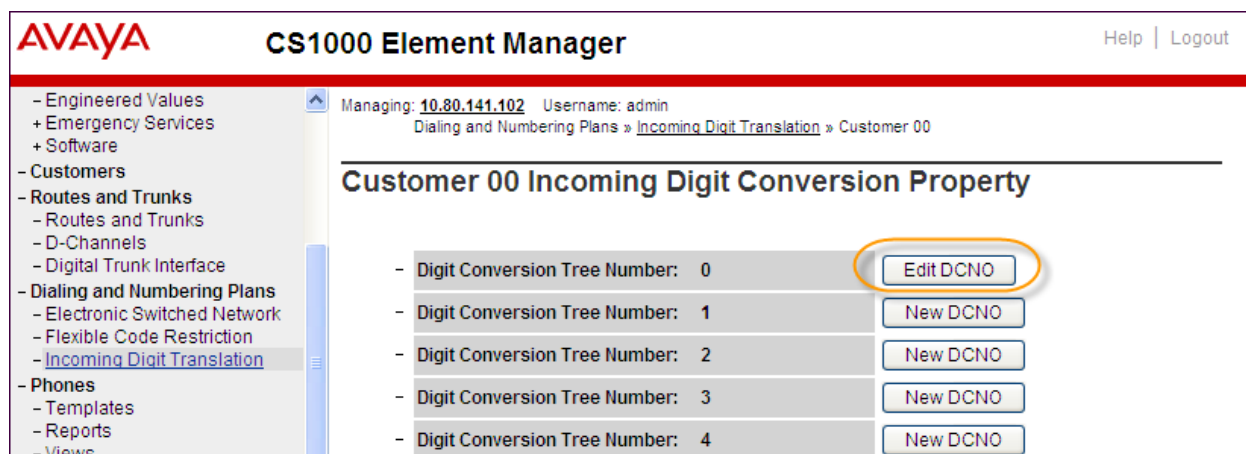 AVAYA
CS1000 Element Manager
Help | Logout
– Engineered Values
+ Emergency Services
+ Software
– Customers
– Routes and Trunks
– Routes and Trunks
– D-Channels
– Digital Trunk Interface
– Dialing and Numbering Plans
– Electronic Switched Network
– Flexible Code Restriction
– Incoming Digit Translation
– Phones
– Templates
– Reports
– Views
Managing: 10.80.141.102 Username: admin
Dialing and Numbering Plans » Incoming Digit Translation » Customer 00
Customer 00 Incoming Digit Conversion Property
– Digit Conversion Tree Number: 0 Edit DCNO
– Digit Conversion Tree Number: 1 New DCNO
– Digit Conversion Tree Number: 2 New DCNO
– Digit Conversion Tree Number: 3 New DCNO
– Digit Conversion Tree Number: 4 New DCNO